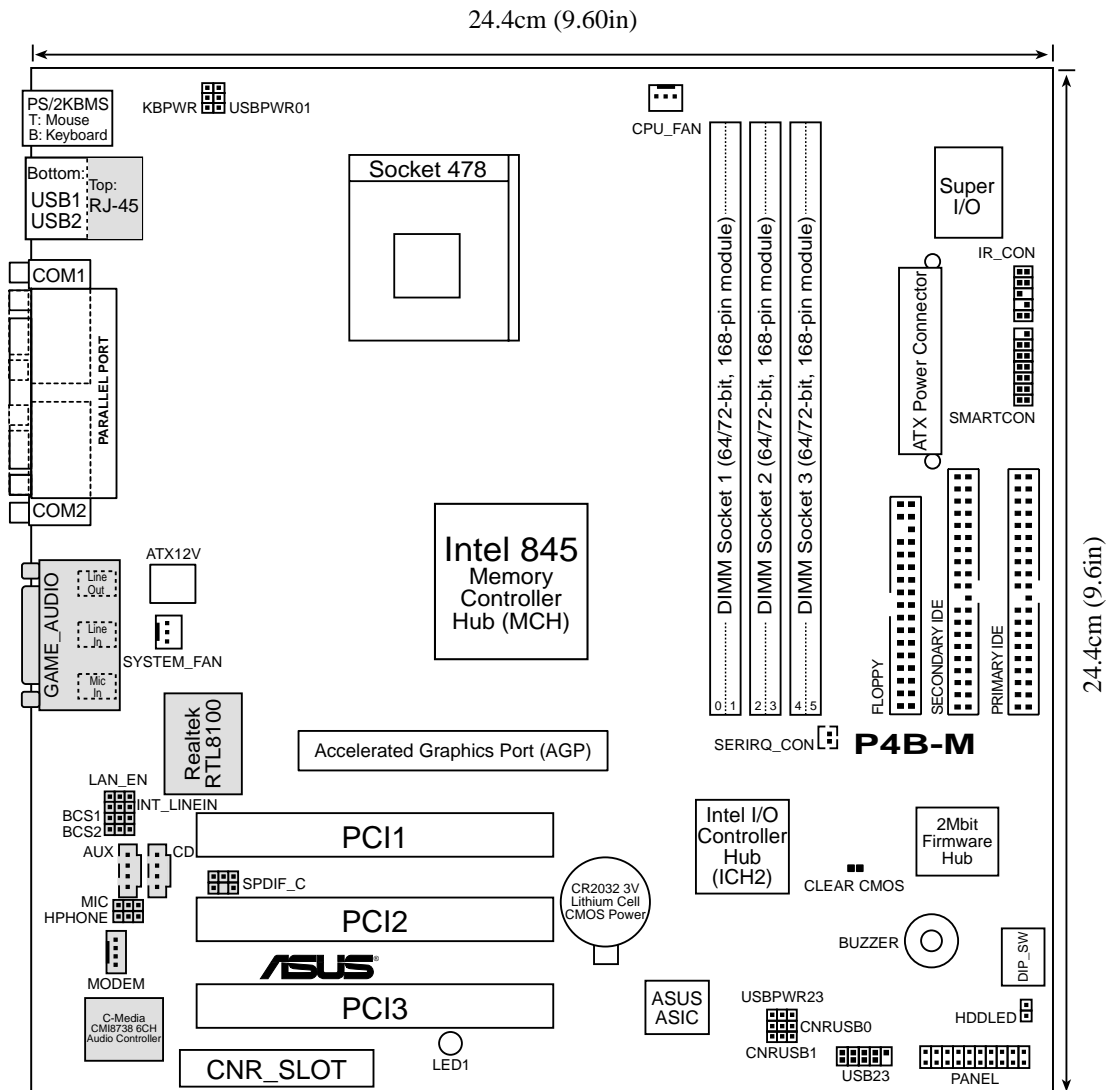 24.4cm (9.60in)
PS/2KBMS
T: Mouse
B: Keyboard
KBPWR
USBPWR01
CPU_FAN
Bottom:
USB1
USB2
Top:
RJ-45
Socket 478
Super
I/O
IR_CON
COM1
PARALLEL PORT
COM2
DIMM Socket 1 (64/72-bit, 168-pin module)
DIMM Socket 2 (64/72-bit, 168-pin module)
DIMM Socket 3 (64/72-bit, 168-pin module)
0 1
2 3
4 5
ATX Power Connector
SMARTCON
24.4cm (9.6in)
ATX12V
GAME_AUDIO
Line
Out
Line
In
Mic
In
SYSTEM_FAN
Intel 845
Memory
Controller
Hub (MCH)
FLOPPY
SECONDARY IDE
PRIMARY IDE
Realtek
RTL8100
Accelerated Graphics Port (AGP)
SERIRQ_CON
P4B-M
LAN_EN
INT_LINEIN
BCS1
BCS2
PCI1
Intel I/O
Controller
Hub
(ICH2)
2Mbit
Firmware
Hub
AUX
CD
SPDIF_C
CR2032 3V
Lithium Cell
CMOS Power
CLEAR CMOS
MIC
HPHONE
PCI2
BUZZER
DIP_SW
MODEM
ASUS®
C-Media
CMI8738 6CH
Audio Controller
PCI3
ASUS
ASIC
USBPWR23
CNRUSB0
CNRUSB1
HDDLED
CNR_SLOT
LED1
USB23
PANEL